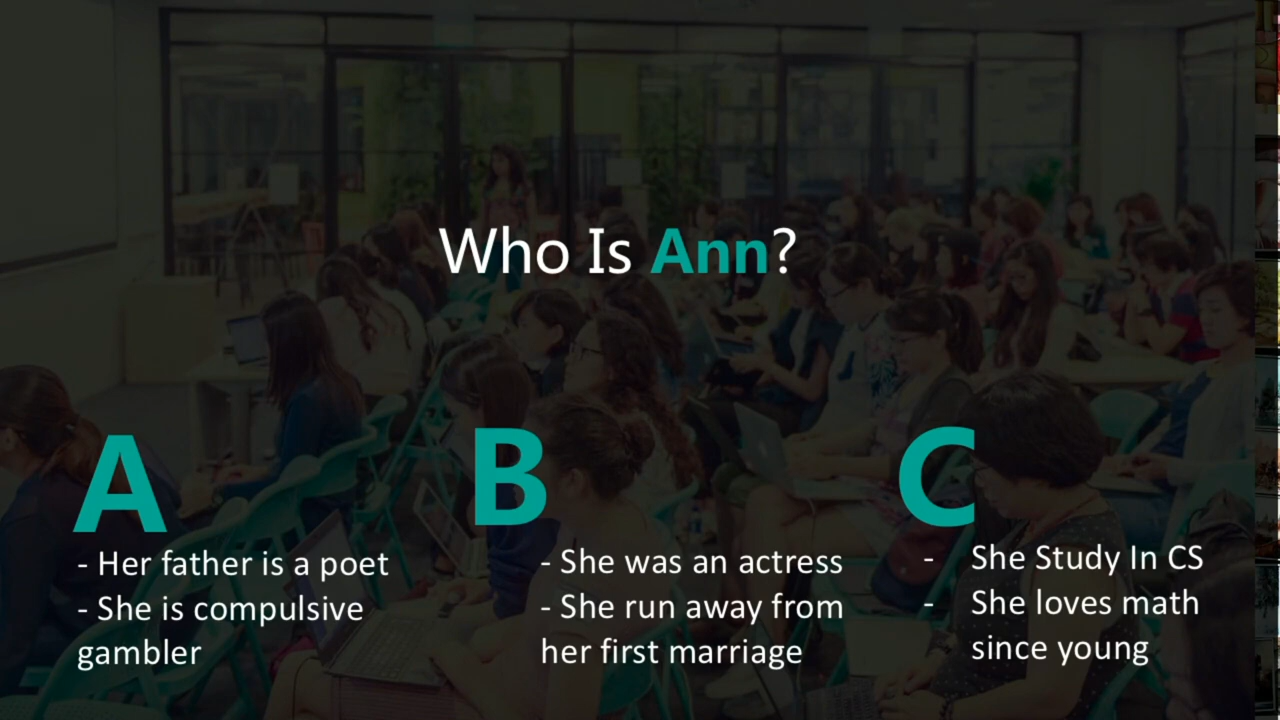 Who Is Ann?
A
- Her father is a poet
- She is compulsive
gambler
B
- She was an actress
- She run away from
her first marriage
C
- She Study In CS
- She loves math
since young